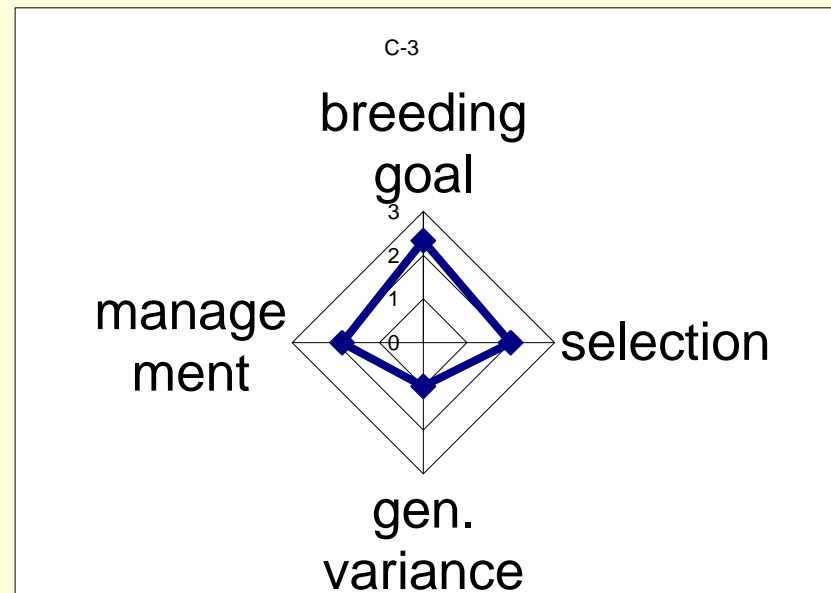 C-3
breeding
goal
3
2
1
0
manage
ment
selection
gen.
variance